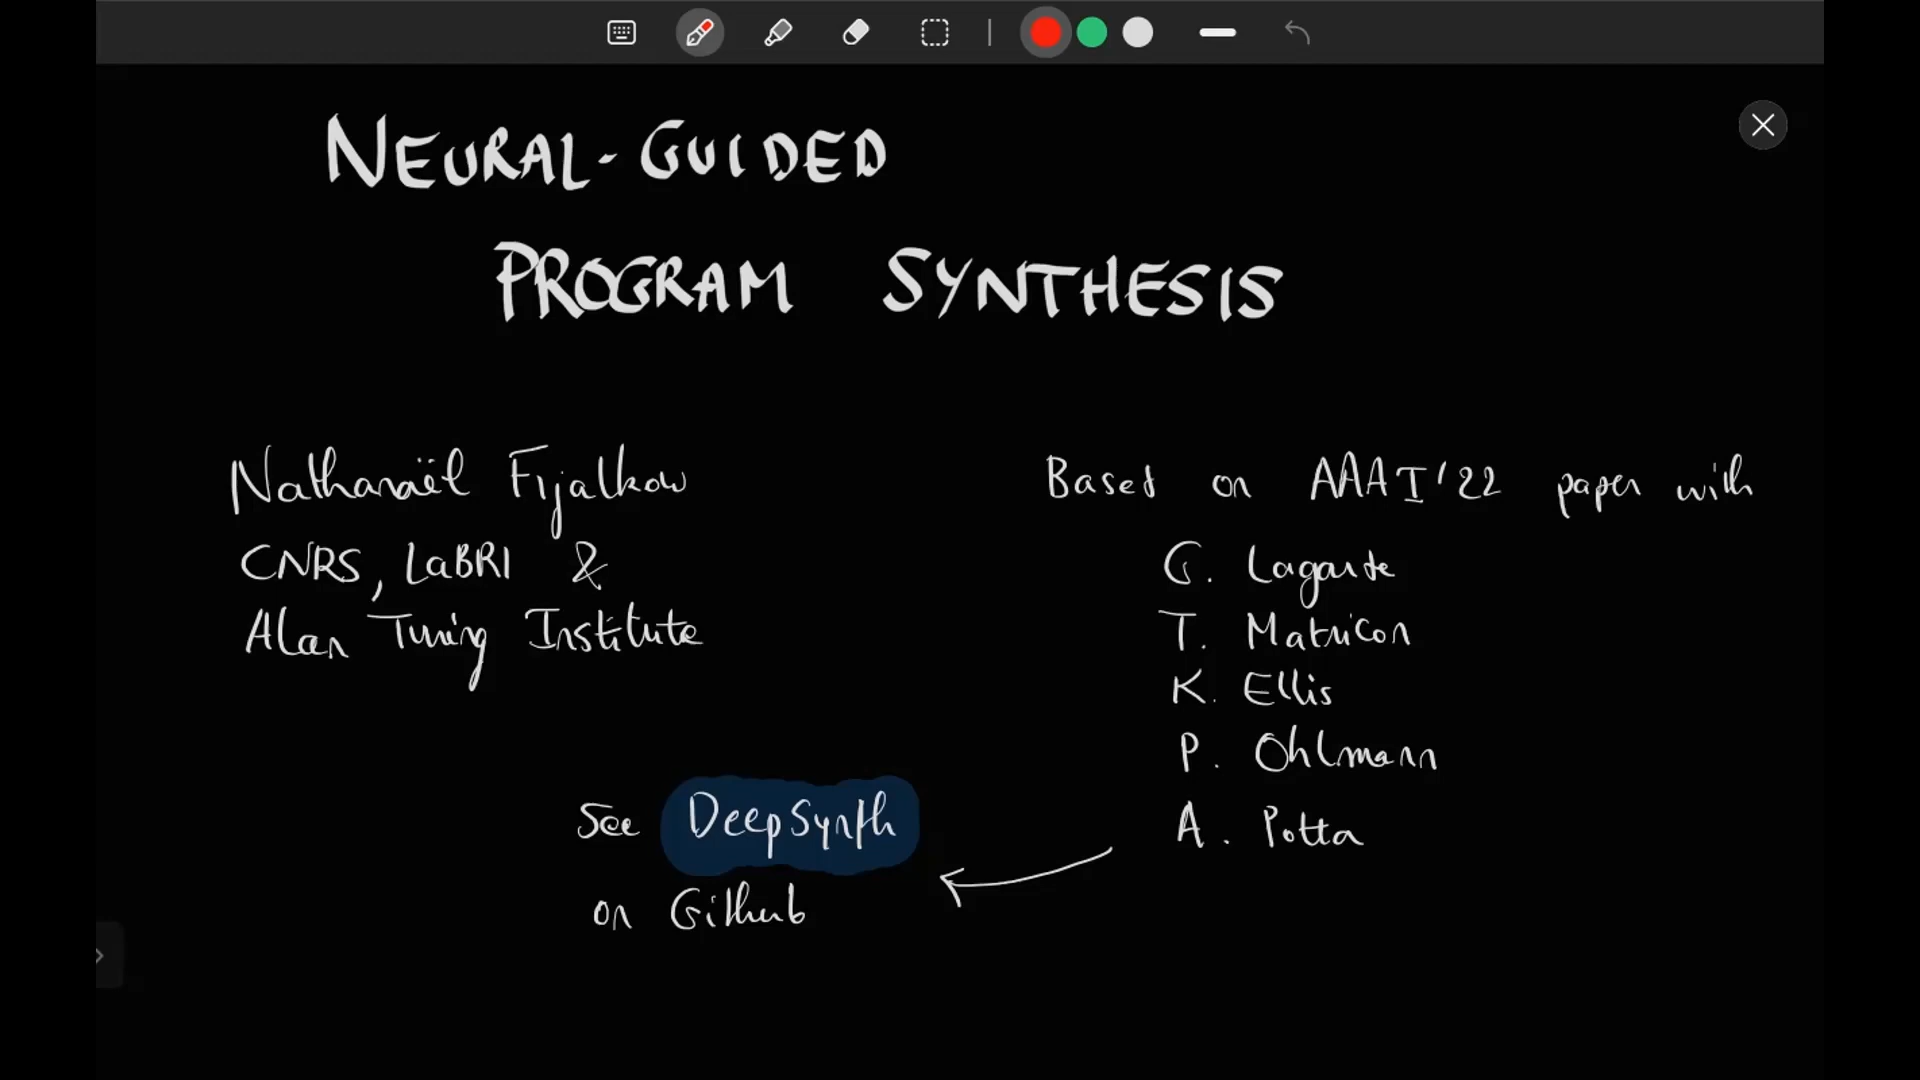 NEURAL-GUIDED
PROGRAM SYNTHESIS
Nathanaël Fijalkow
CNRS, LaBRI &
Alan Turing Institute
Based on AAAI'22 paper with
G. Lagarde
T. Matricon
K. Ellis
P. Ohlmann
A. Potta
See DeepSynth
on Github